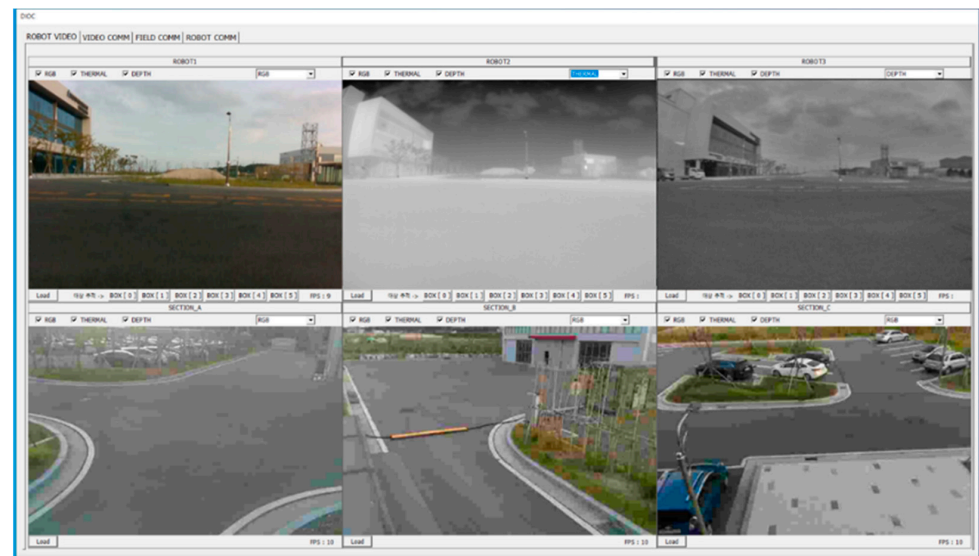 DIOC
ROBOT VIDEO VIDEO COMM FIELD COMM ROBOT COMM
ROBOT1 ROBOT2 ROBOT3
RGB THERMAL DEPTH RGB RGB THERMAL DEPTH THERMAL RGB THERMAL DEPTH DEPTH
Load -> BOX [ 0 ] BOX [ 1 ] BOX [ 2 ] BOX [ 3 ] BOX [ 4 ] BOX [ 5 ] FPS : 9 Load -> BOX [ 0 ] BOX [ 1 ] BOX [ 2 ] BOX [ 3 ] BOX [ 4 ] BOX [ 5 ] FPS : Load -> BOX [ 0 ] BOX [ 1 ] BOX [ 2 ] BOX [ 3 ] BOX [ 4 ] BOX [ 5 ] FPS :
SECTION_A SECTION_B SECTION_C
RGB THERMAL DEPTH RGB RGB THERMAL DEPTH RGB RGB THERMAL DEPTH RGB
Load FPS : 10 Load FPS : 10 Load FPS : 10